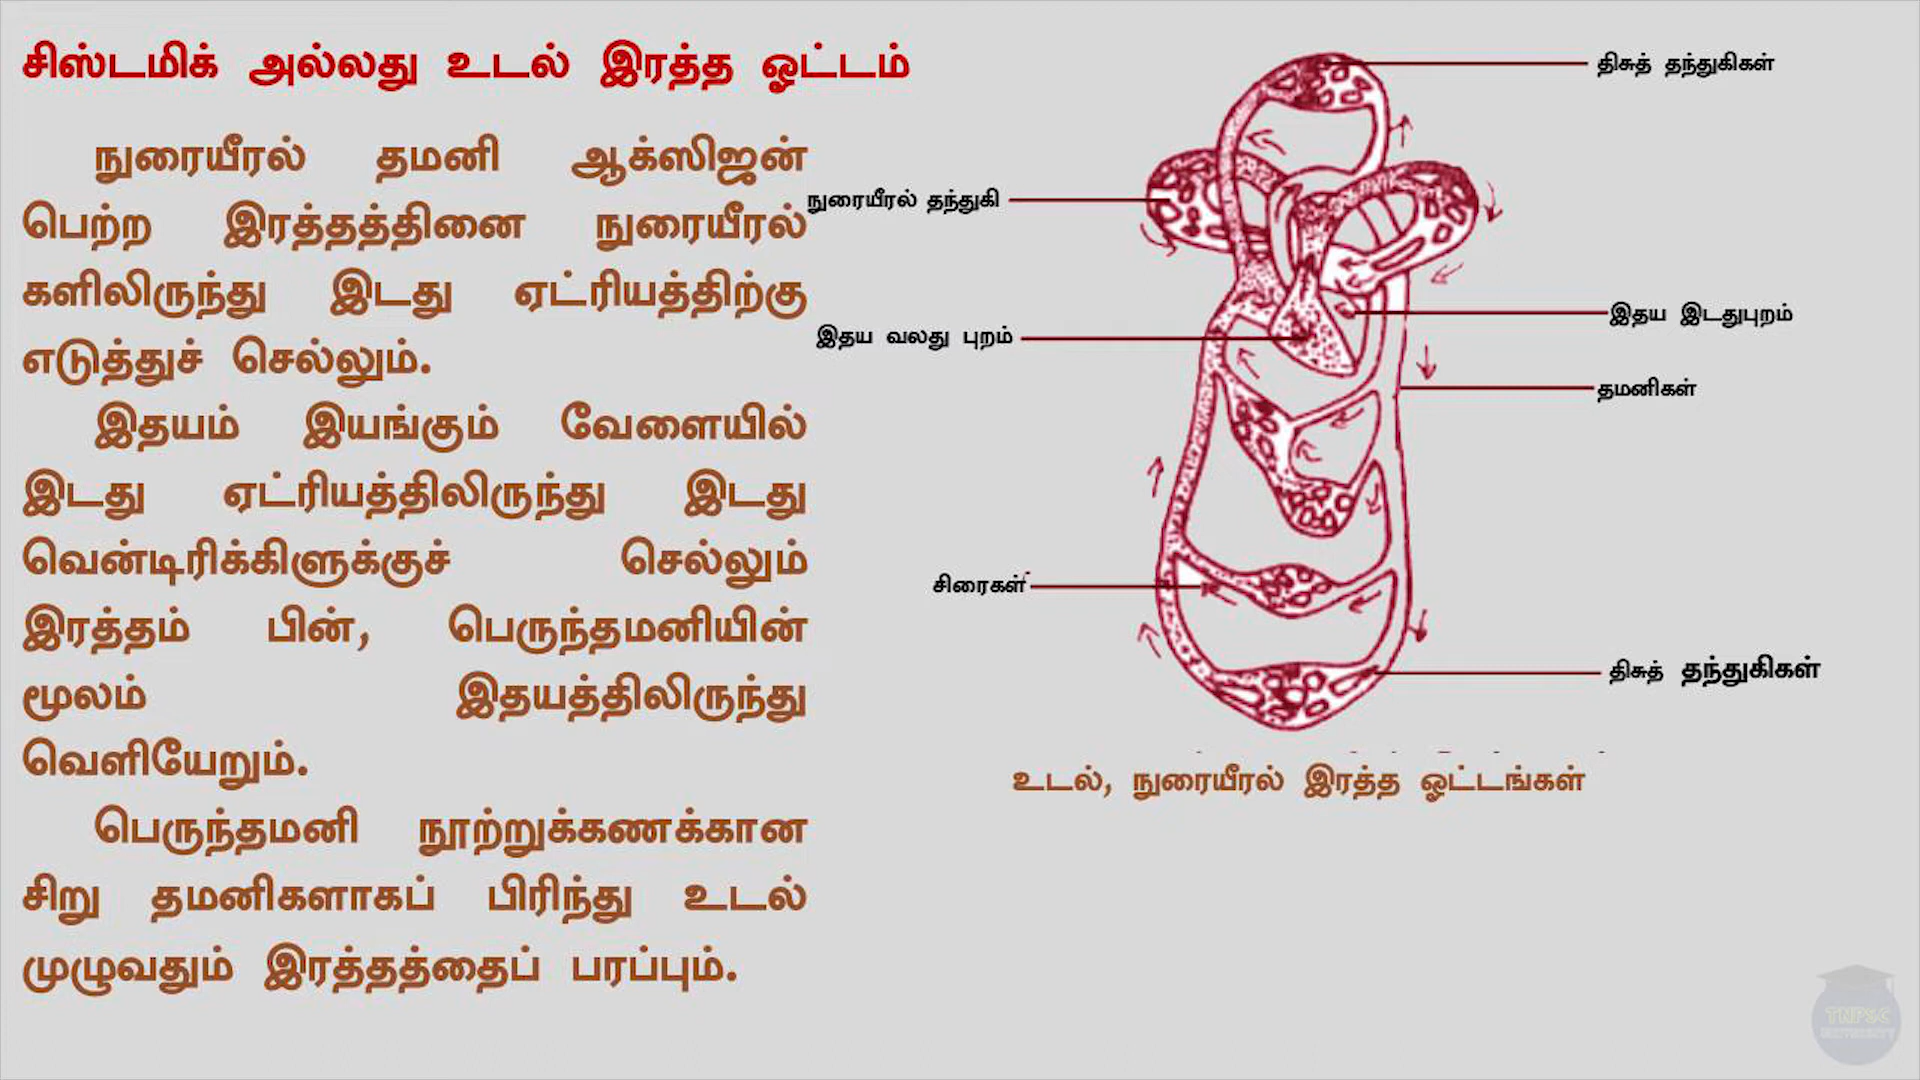 சிஸ்டமிக் அல்லது உடல் இரத்த ஓட்டம்
நுரையீரல் தமனி ஆக்ஸிஜன்
பெற்ற இரத்தத்தினை நுரையீரல்
களிலிருந்து இடது ஏட்ரியத்திற்கு
எடுத்துச் செல்லும்.
இதயம் இயங்கும் வேளையில்
இடது ஏட்ரியத்திலிருந்து இடது
வென்டிரிக்கிளுக்குச் செல்லும்
இரத்தம் பின், பெருந்தமனியின்
மூலம் இதயத்திலிருந்து
வெளியேறும்.
பெருந்தமனி நூற்றுக்கணக்கான
சிறு தமனிகளாகப் பிரிந்து உடல்
முழுவதும் இரத்தத்தைப் பரப்பும்.
திசுத் தந்துகிகள்
நுரையீரல் தந்துகி
இதய இடதுபுறம்
இதய வலது புறம்
தமனிகள்
சிரைகள்
திசுத் தந்துகிகள்
உடல், நுரையீரல் இரத்த ஓட்டங்கள்
TNPSC